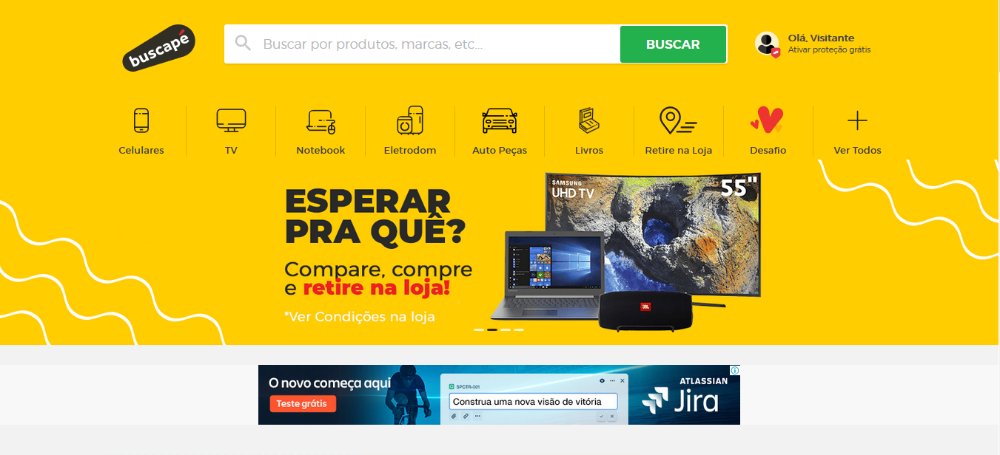 buscapé
Buscar por produtos, marcas, etc...
BUSCAR
Olá, Visitante
Ativar proteção grátis
Celulares
TV
Notebook
Eletrodom
Auto Peças
Livros
Retire na Loja
Desafio
Ver Todos
ESPERAR
PRA QUÊ?
Compare, compre
e retire na loja!
*Ver Condições na loja
SAMSUNG
UHD TV
55"
JBL
O novo começa aqui
Teste grátis
SPCTR-001
Construa uma nova visão de vitória
ATLASSIAN
Jira